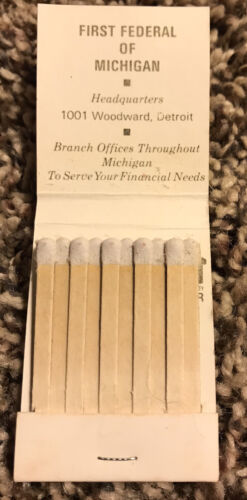 FIRST FEDERAL
OF
MICHIGAN
Headquarters
1001 Woodward, Detroit
Branch Offices Throughout
Michigan
To Serve Your Financial Needs